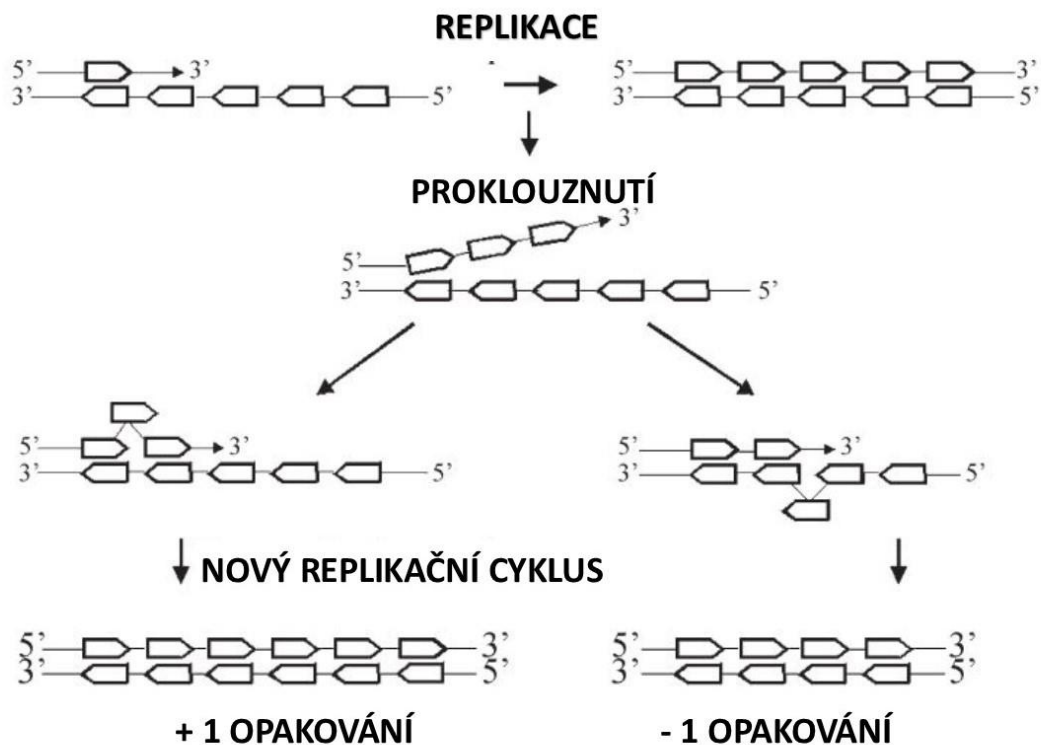 REPLIKACE
5’ 3’
3’ 5’
5’ 3’
3’ 5’
PROKLOUZNUTÍ
5’ 3’
3’ 5’
5’ 3’
3’ 5’
5’ 3’
3’ 5’
NOVÝ REPLIKAČNÍ CYKLUS
5’ 3’
3’ 5’
5’ 3’
3’ 5’
+ 1 OPAKOVÁNÍ
- 1 OPAKOVÁNÍ